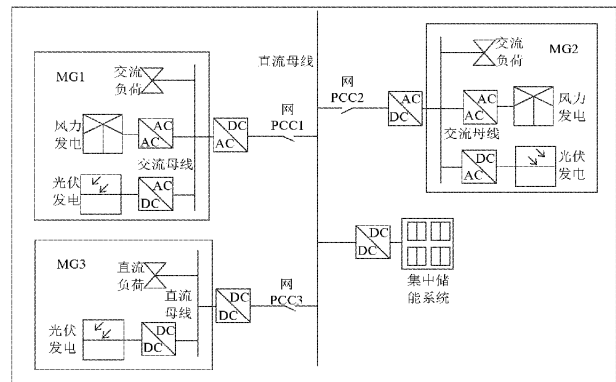 MG1
交流
负荷
风力
发电
AC
AC
交流母线
光伏
发电
AC
DC
DC
AC
网
PCC1
直流母线
网
PCC2
AC
DC
MG2
交流
负荷
AC
AC
风力
发电
交流母线
DC
AC
光伏
发电
MG3
直流
负荷
直流
母线
光伏
发电
DC
DC
DC
DC
网
PCC3
DC
DC
集中储
能系统